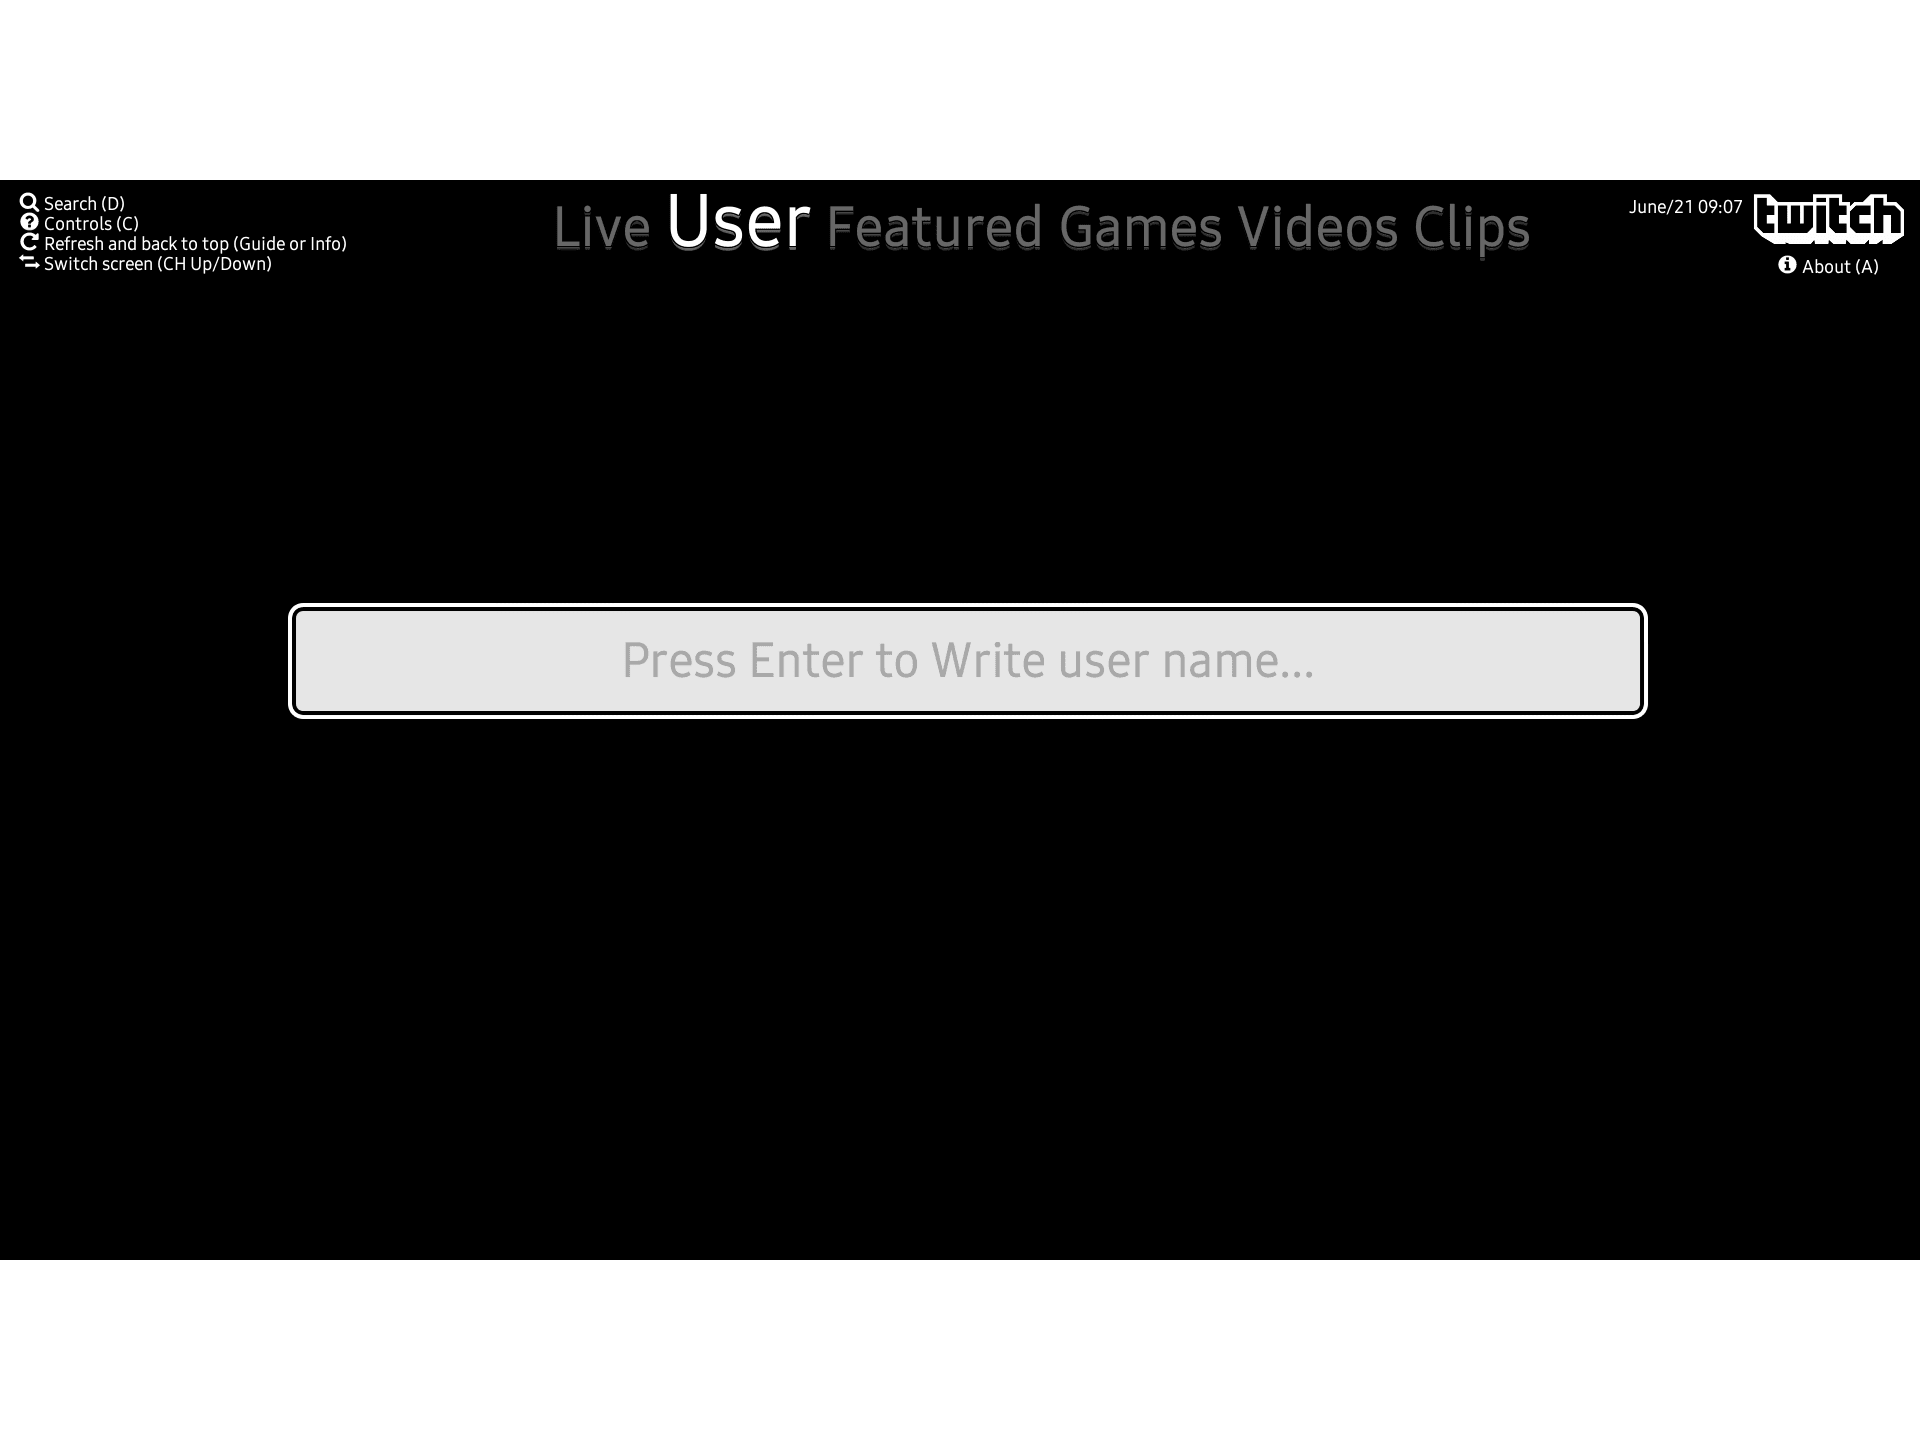 Search (D)
Controls (C)
Refresh and back to top (Guide or Info)
Switch screen (CH Up/Down)
Live User Featured Games Videos Clips
June/21 09:07
twitch
About (A)
Press Enter to Write user name...